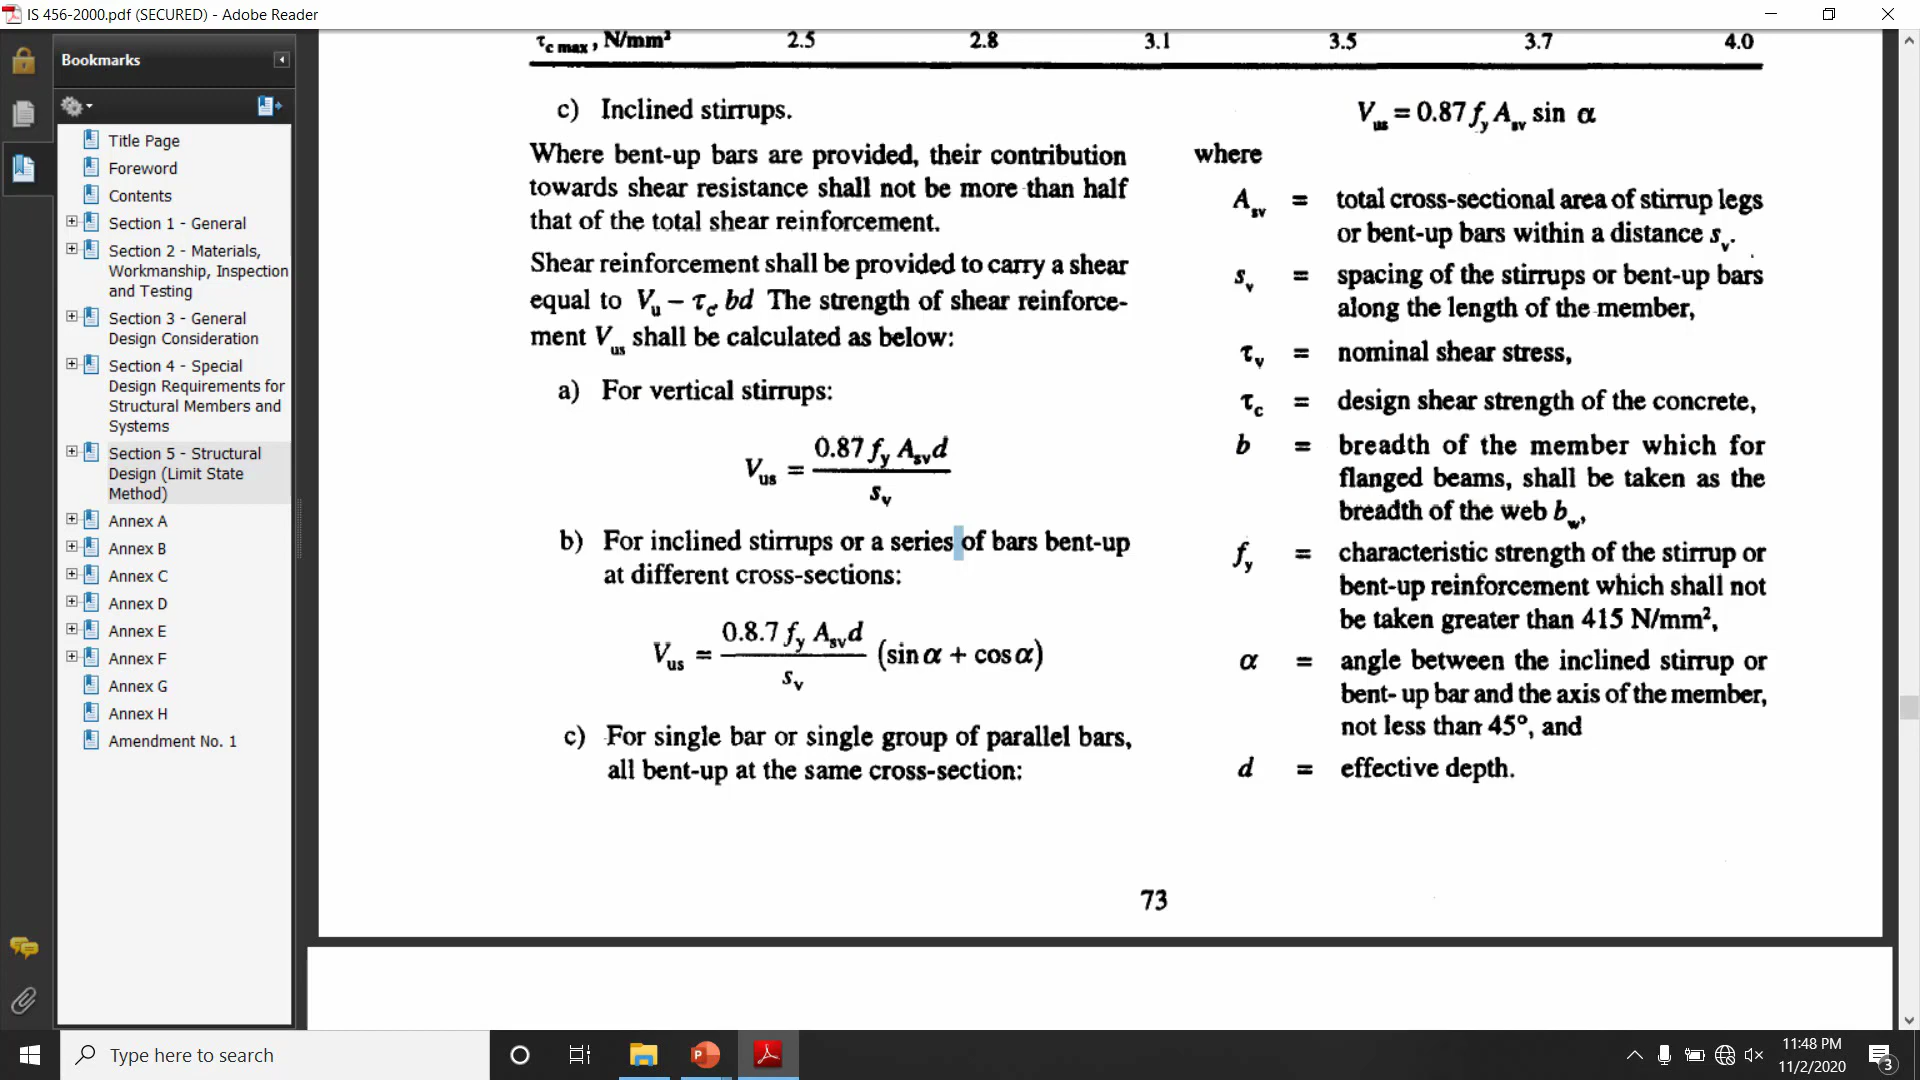 IS 456-2000.pdf (SECURED) - Adobe Reader
Bookmarks
Title Page
Foreword
Contents
Section 1 - General
Section 2 - Materials,
Workmanship, Inspection
and Testing
Section 3 - General
Design Consideration
Section 4 - Special
Design Requirements for
Structural Members and
Systems
Section 5 - Structural
Design (Limit State
Method)
Annex A
Annex B
Annex C
Annex D
Annex E
Annex F
Annex G
Annex H
Amendment No. 1
τc max, N/mm² 2.5 2.8 3.1 3.5 3.7 4.0
c) Inclined stirrups.
Where bent-up bars are provided, their contribution
towards shear resistance shall not be more than half
that of the total shear reinforcement.
Shear reinforcement shall be provided to carry a shear
equal to Vu – τc bd The strength of shear reinforce-
ment Vus shall be calculated as below:
a) For vertical stirrups:
Vus = 0.87 fy Asv d / sv
b) For inclined stirrups or a series of bars bent-up
at different cross-sections:
Vus = 0.8.7 fy Asv d / sv (sin α + cos α)
c) For single bar or single group of parallel bars,
all bent-up at the same cross-section:
Vus = 0.87 fy Asv sin α
where
Asv = total cross-sectional area of stirrup legs
or bent-up bars within a distance sv.
sv = spacing of the stirrups or bent-up bars
along the length of the member,
τv = nominal shear stress,
τc = design shear strength of the concrete,
b = breadth of the member which for
flanged beams, shall be taken as the
breadth of the web bw,
fy = characteristic strength of the stirrup or
bent-up reinforcement which shall not
be taken greater than 415 N/mm²,
α = angle between the inclined stirrup or
bent- up bar and the axis of the member,
not less than 45°, and
d = effective depth.
73
Type here to search
11:48 PM
11/2/2020
3